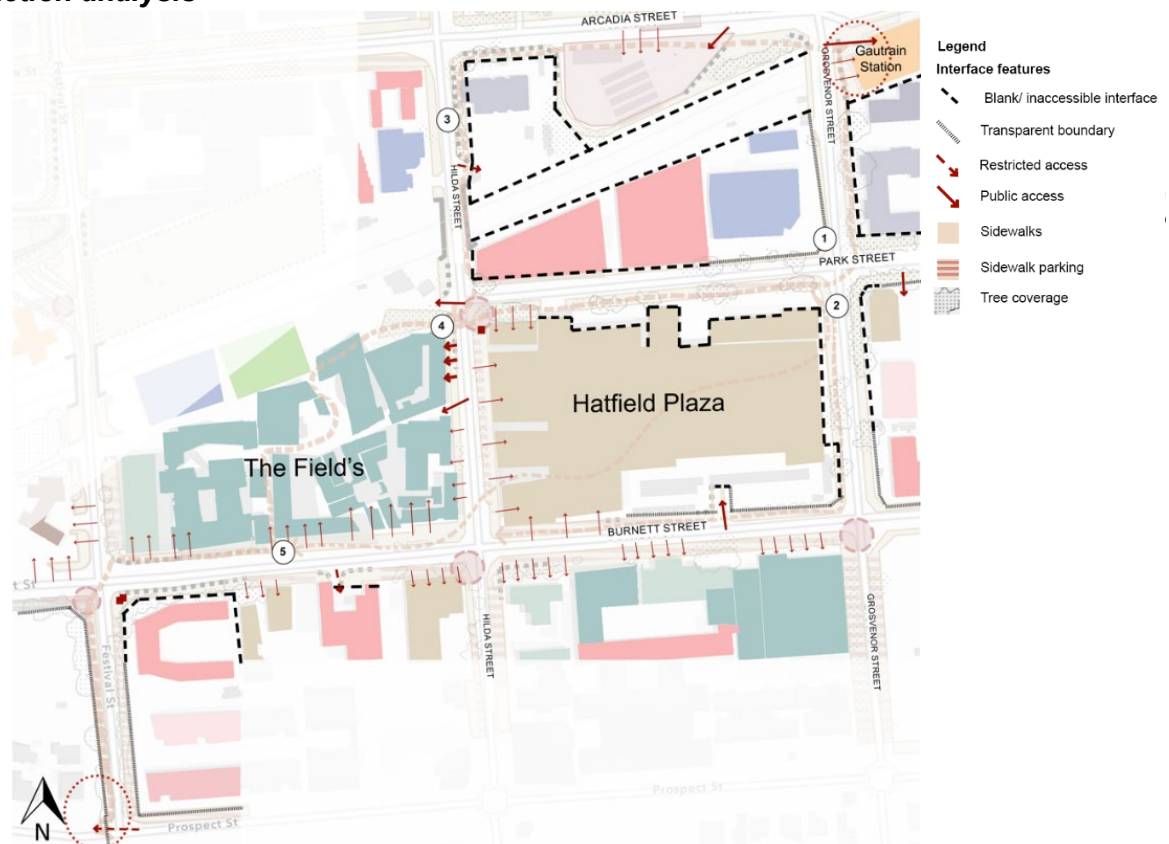 ARCADIA STREET
Gautrain
Station
GROSVENOR STREET
Festival St
3
HILDA STREET
1
PARK STREET
2
4
Hatfield Plaza
The Field's
BURNETT STREET
5
HILDA STREET
GROSVENOR STREET
Festival St
Prospect St
Prospect St
N
Legend
Interface features
Blank/ inaccessible interface
Transparent boundary
Restricted access
Public access
Sidewalks
Sidewalk parking
Tree coverage